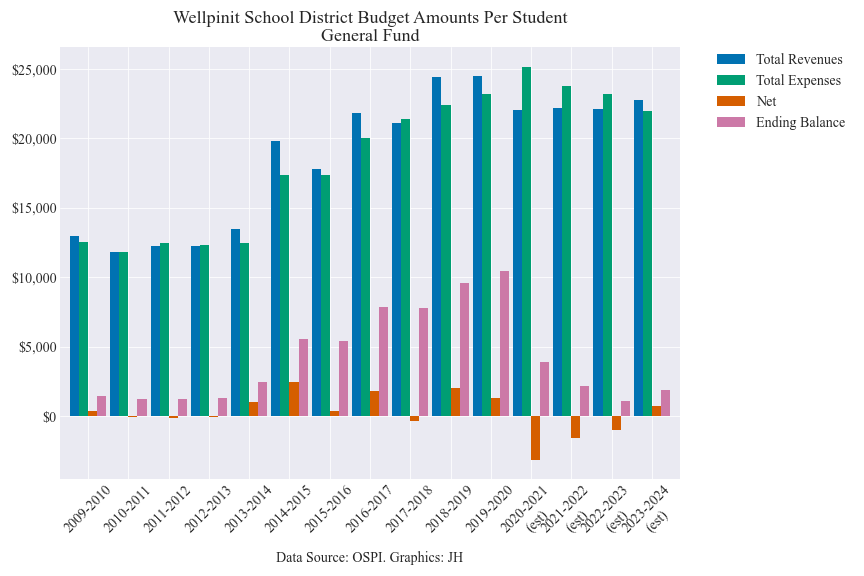 Wellpinit School District Budget Amounts Per Student
General Fund
Total Revenues
Total Expenses
Net
Ending Balance
$25,000
$20,000
$15,000
$10,000
$5,000
$0
2009-2010
2010-2011
2011-2012
2012-2013
2013-2014
2014-2015
2015-2016
2016-2017
2017-2018
2018-2019
2019-2020
2020-2021
(est)
2021-2022
(est)
2022-2023
(est)
2023-2024
(est)
Data Source: OSPI. Graphics: JH